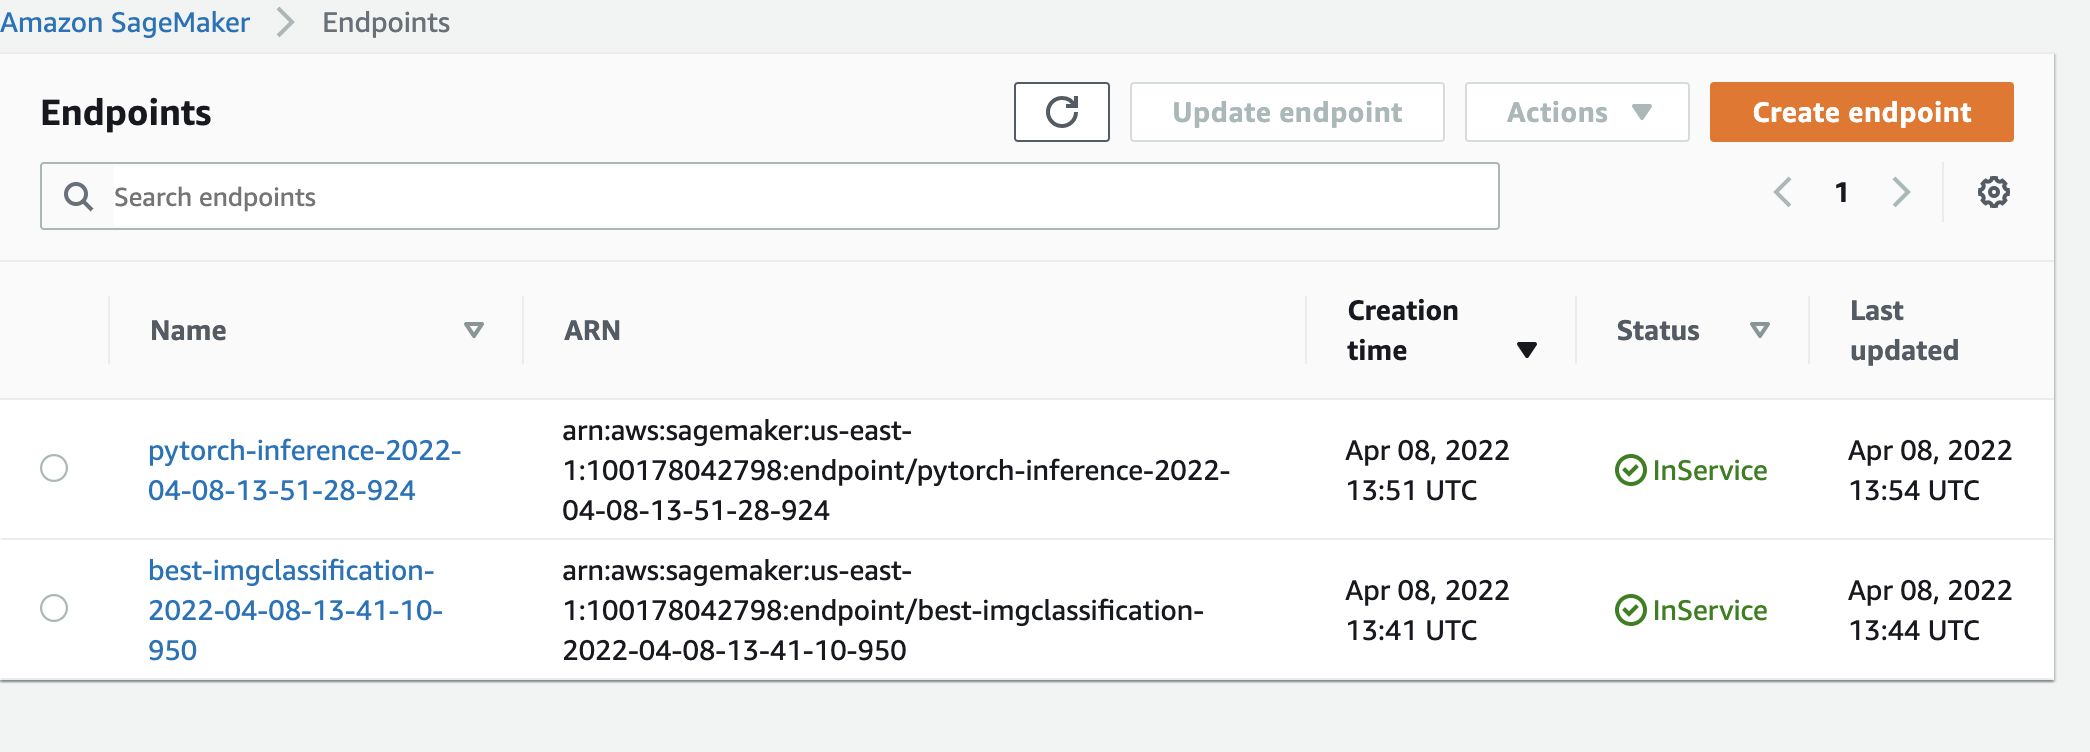 Amazon SageMaker Endpoints
Endpoints
Update endpoint Actions Create endpoint
Search endpoints
1
Name ARN Creation time Status Last updated
pytorch-inference-2022-
04-08-13-51-28-924
arn:aws:sagemaker:us-east-
1:100178042798:endpoint/pytorch-inference-2022-
04-08-13-51-28-924
Apr 08, 2022
13:51 UTC
InService
Apr 08, 2022
13:54 UTC
best-imgclassification-
2022-04-08-13-41-10-
950
arn:aws:sagemaker:us-east-
1:100178042798:endpoint/best-imgclassification-
2022-04-08-13-41-10-950
Apr 08, 2022
13:41 UTC
InService
Apr 08, 2022
13:44 UTC